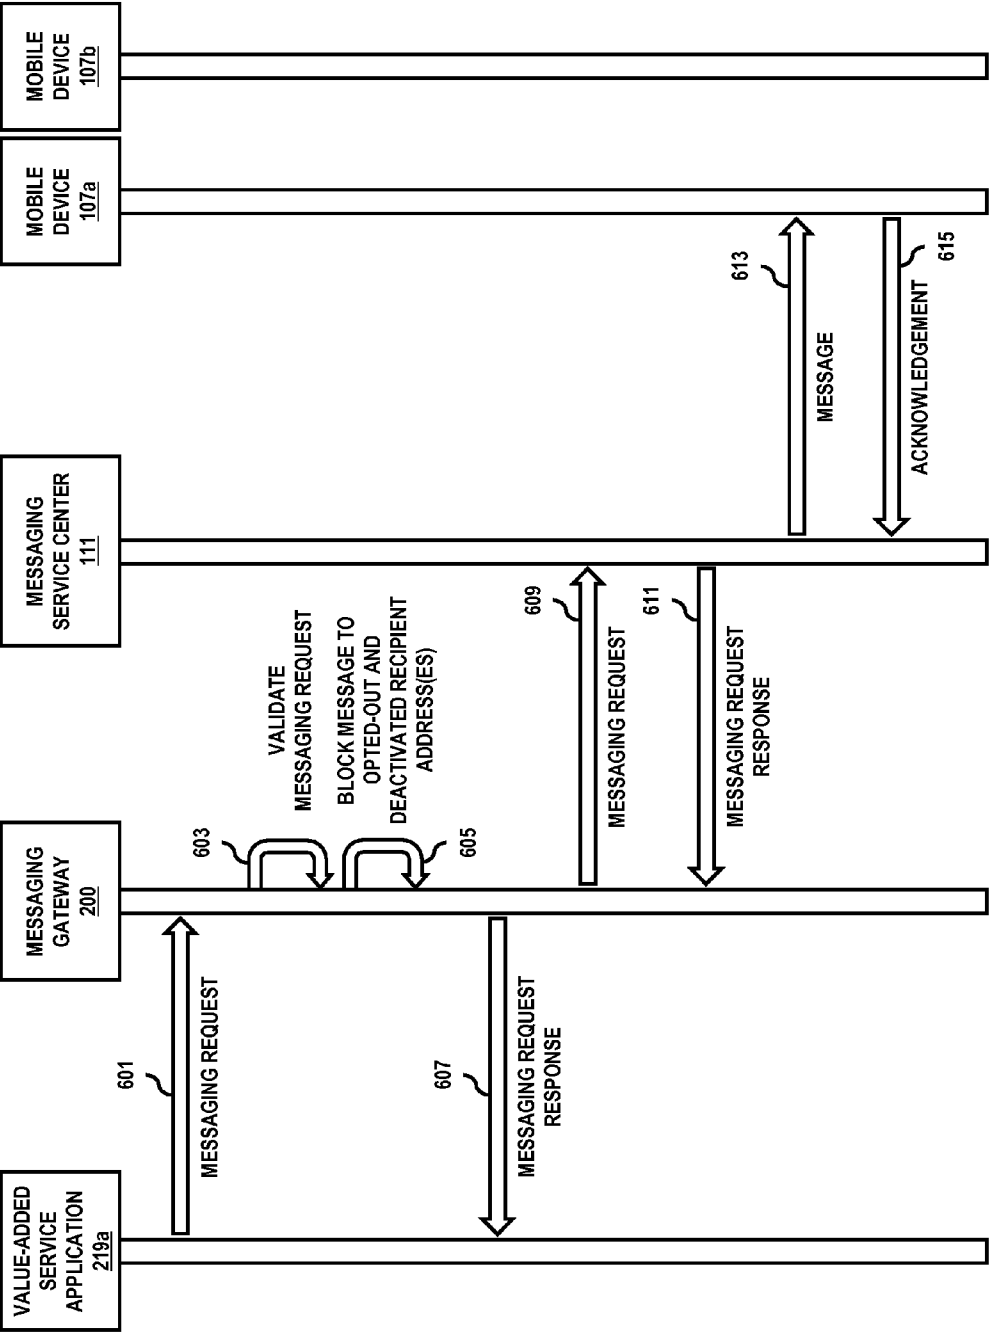 VALUE-ADDED
SERVICE
APPLICATION
219a
MESSAGING
GATEWAY
200
MESSAGING
SERVICE CENTER
111
MOBILE
DEVICE
107a
MOBILE
DEVICE
107b
601
MESSAGING REQUEST
603
VALIDATE
MESSAGING REQUEST
605
BLOCK MESSAGE TO
OPTED-OUT AND
DEACTIVATED RECIPIENT
ADDRESS(ES)
607
MESSAGING REQUEST
RESPONSE
609
MESSAGING REQUEST
611
MESSAGING REQUEST
RESPONSE
613
MESSAGE
615
ACKNOWLEDGEMENT